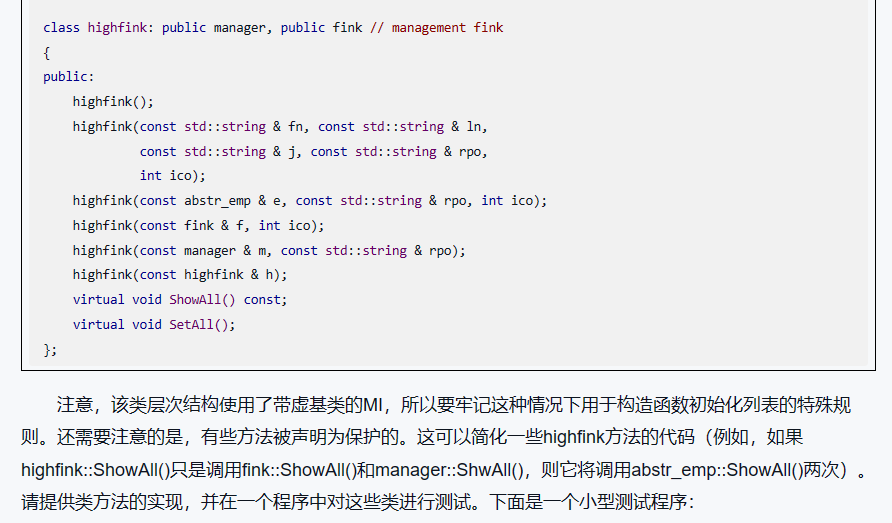 class highfink: public manager, public fink // management fink
{
public:
highfink();
highfink(const std::string & fn, const std::string & ln,
const std::string & j, const std::string & rpo,
int ico);
highfink(const abstr_emp & e, const std::string & rpo, int ico);
highfink(const fink & f, int ico);
highfink(const manager & m, const std::string & rpo);
highfink(const highfink & h);
virtual void ShowAll() const;
virtual void SetAll();
};
注意，该类层次结构使用了带虚基类的MI，所以要牢记这种情况下用于构造函数初始化列表的特殊规
则。还需要注意的是，有些方法被声明为保护的。这可以简化一些highfink方法的代码（例如，如果
highfink::ShowAll()只是调用fink::ShowAll()和manager::ShwAll()，则它将调用abstr_emp::ShowAll()两次）。
请提供类方法的实现，并在一个程序中对这些类进行测试。下面是一个小型测试程序：